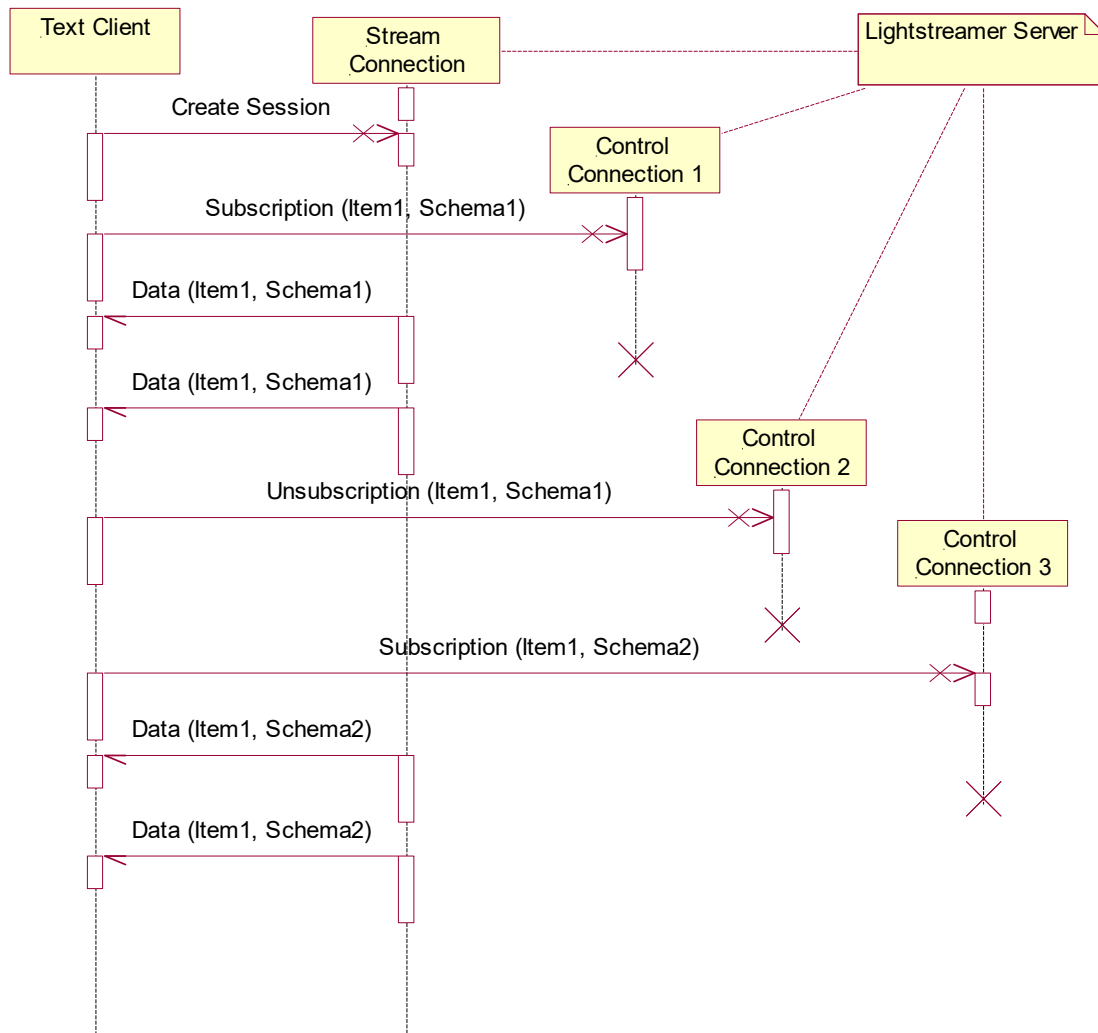 Text Client
Stream
Connection
Lightstreamer Server
Create Session
Control
Connection 1
Subscription (Item1, Schema1)
Data (Item1, Schema1)
Data (Item1, Schema1)
Control
Connection 2
Unsubscription (Item1, Schema1)
Control
Connection 3
Subscription (Item1, Schema2)
Data (Item1, Schema2)
Data (Item1, Schema2)